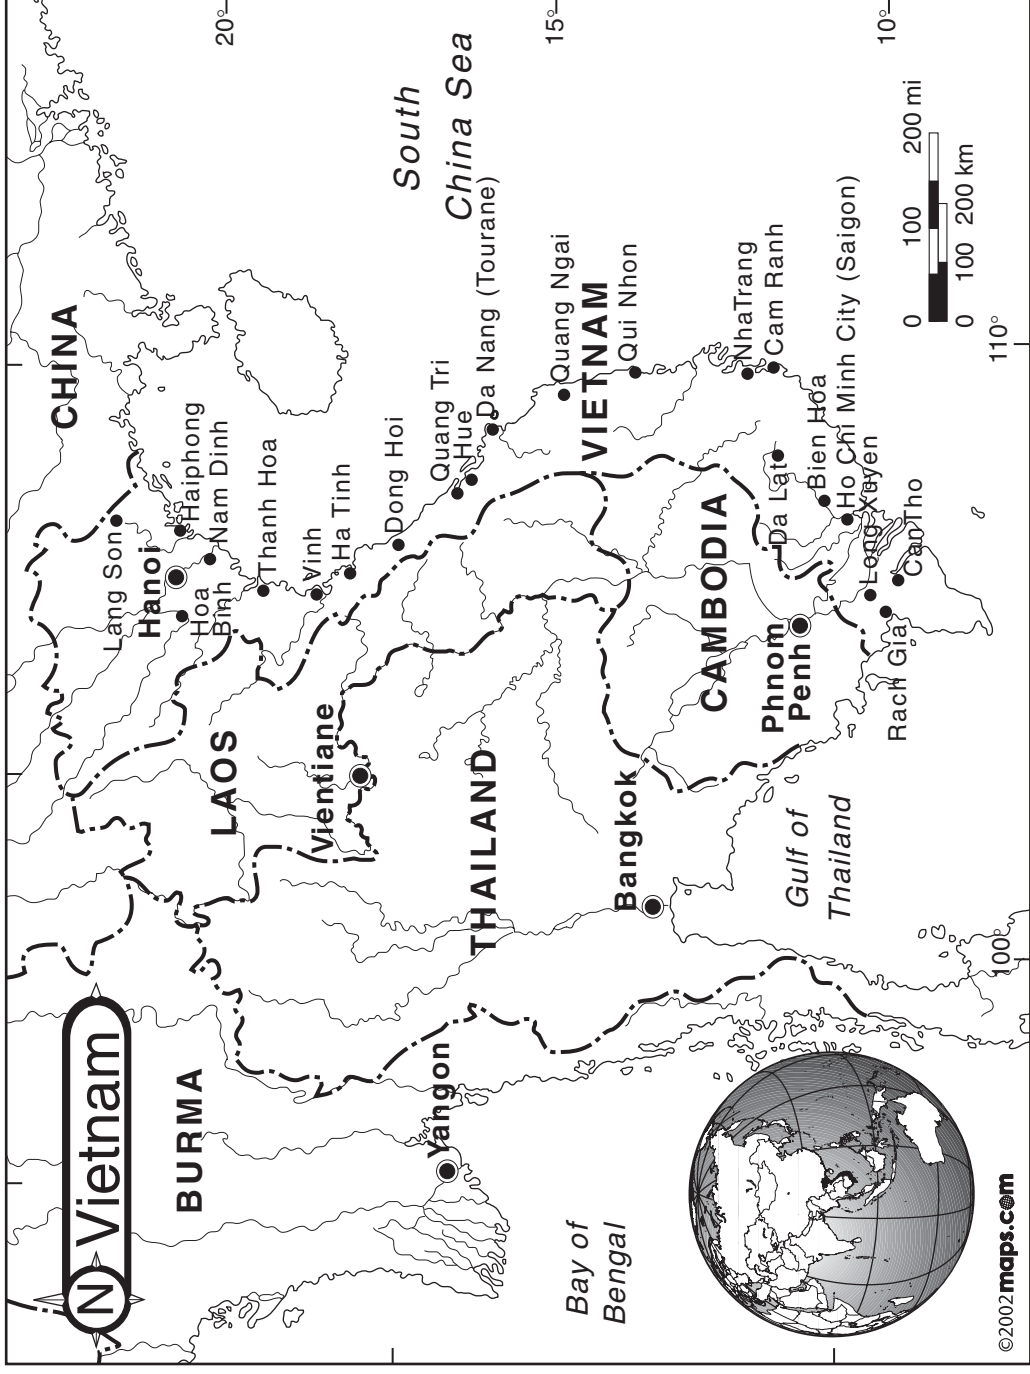 N Vietnam
CHINA
BURMA
LAOS
THAILAND
CAMBODIA
VIETNAM
Lang Son
Hanoi
Haiphong
Hoa
Binh
Nam Dinh
Thanh Hoa
Vinh
Ha Tinh
Dong Hoi
Quang Tri
Hue
Da Nang (Tourane)
Quang Ngai
Qui Nhon
NhaTrang
Cam Ranh
Da Lat
Bien Hoa
Ho Chi Minh City (Saigon)
Long Xuyen
Can Tho
Rach Gia
Phnom
Penh
Vientiane
Bangkok
Yangon
South
China Sea
Gulf of
Thailand
Bay of
Bengal
20°
15°
10°
100°
110°
0 100 200 mi
0 100 200 km
©2002 maps.com